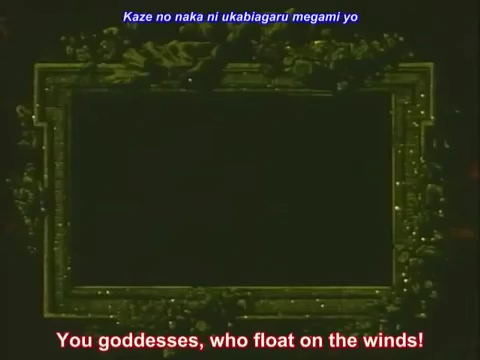 Kaze no naka ni ukabiagaru megami yo
You goddesses, who float on the winds!